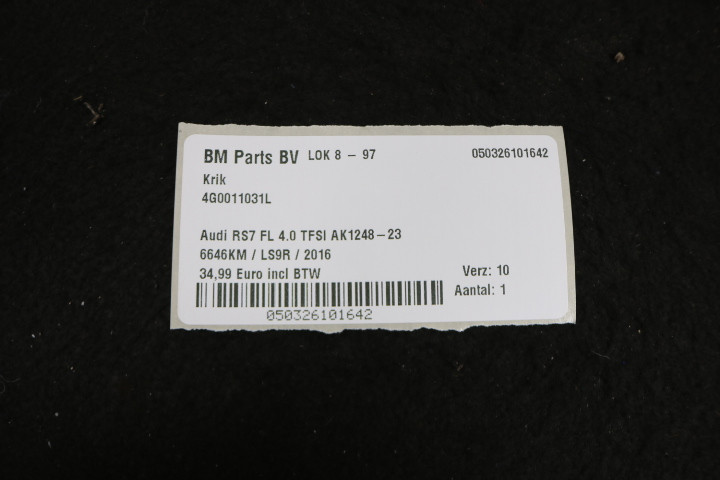 BM Parts BV LOK 8 - 97 050326101642
Krik
4G0011031L
Audi RS7 FL 4.0 TFSI AK1248-23
6646KM / LS9R / 2016
34,99 Euro incl BTW Verz: 10
Aantal: 1
050326101642